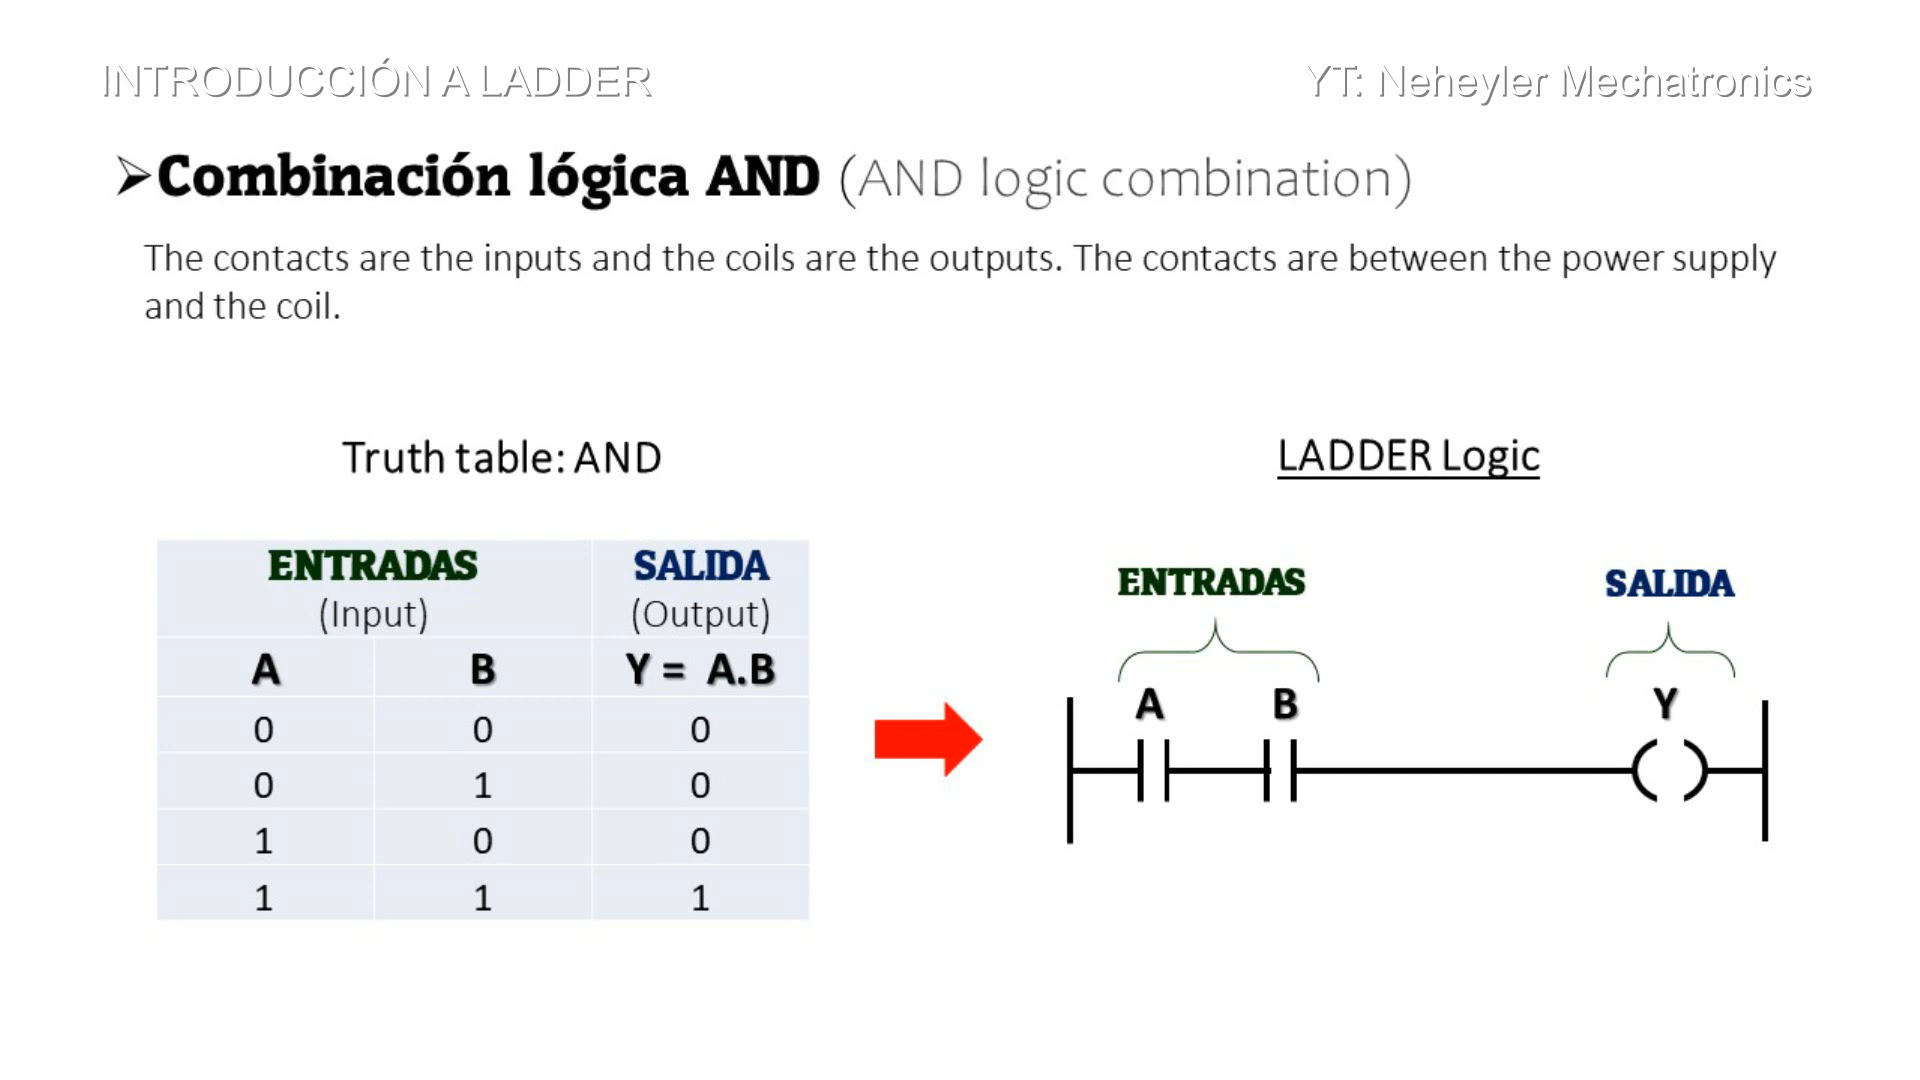 INTRODUCCIÓN A LADDER
YT: Neheyler Mechatronics
➢Combinación lógica AND (AND logic combination)
The contacts are the inputs and the coils are the outputs. The contacts are between the power supply
and the coil.
Truth table: AND
ENTRADAS SALIDA
(Input) (Output)
A B Y = A.B
0 0 0
0 1 0
1 0 0
1 1 1
LADDER Logic
ENTRADAS SALIDA
A B Y